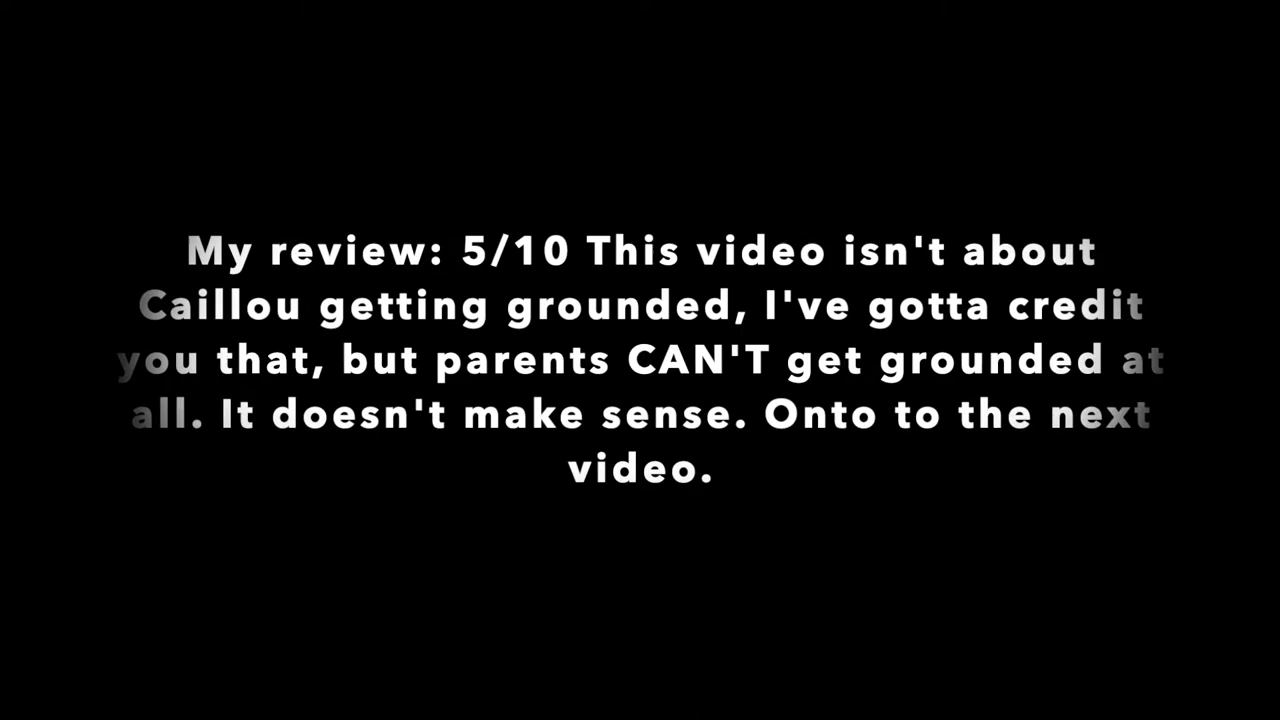 My review: 5/10 This video isn't about
Caillou getting grounded, I've gotta credit
you that, but parents CAN'T get grounded at
all. It doesn't make sense. Onto to the next
video.